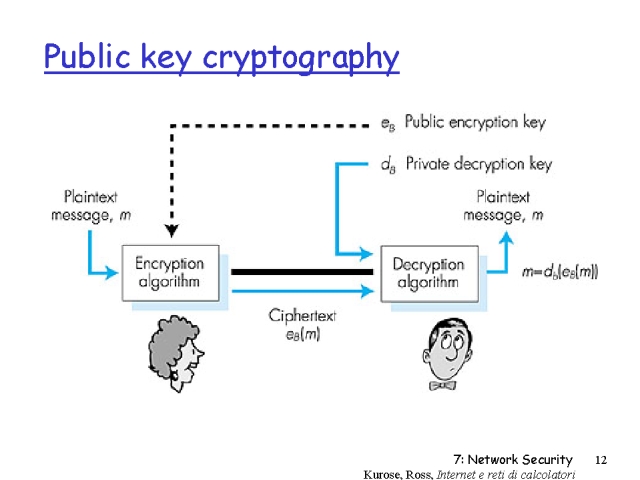 Public key cryptography
e_B Public encryption key
d_B Private decryption key
Plaintext
message, m
Plaintext
message, m
Encryption
algorithm
Decryption
algorithm
m=d_b(e_B(m))
Ciphertext
e_B(m)
7: Network Security 12
Kurose, Ross, Internet e reti di calcolatori